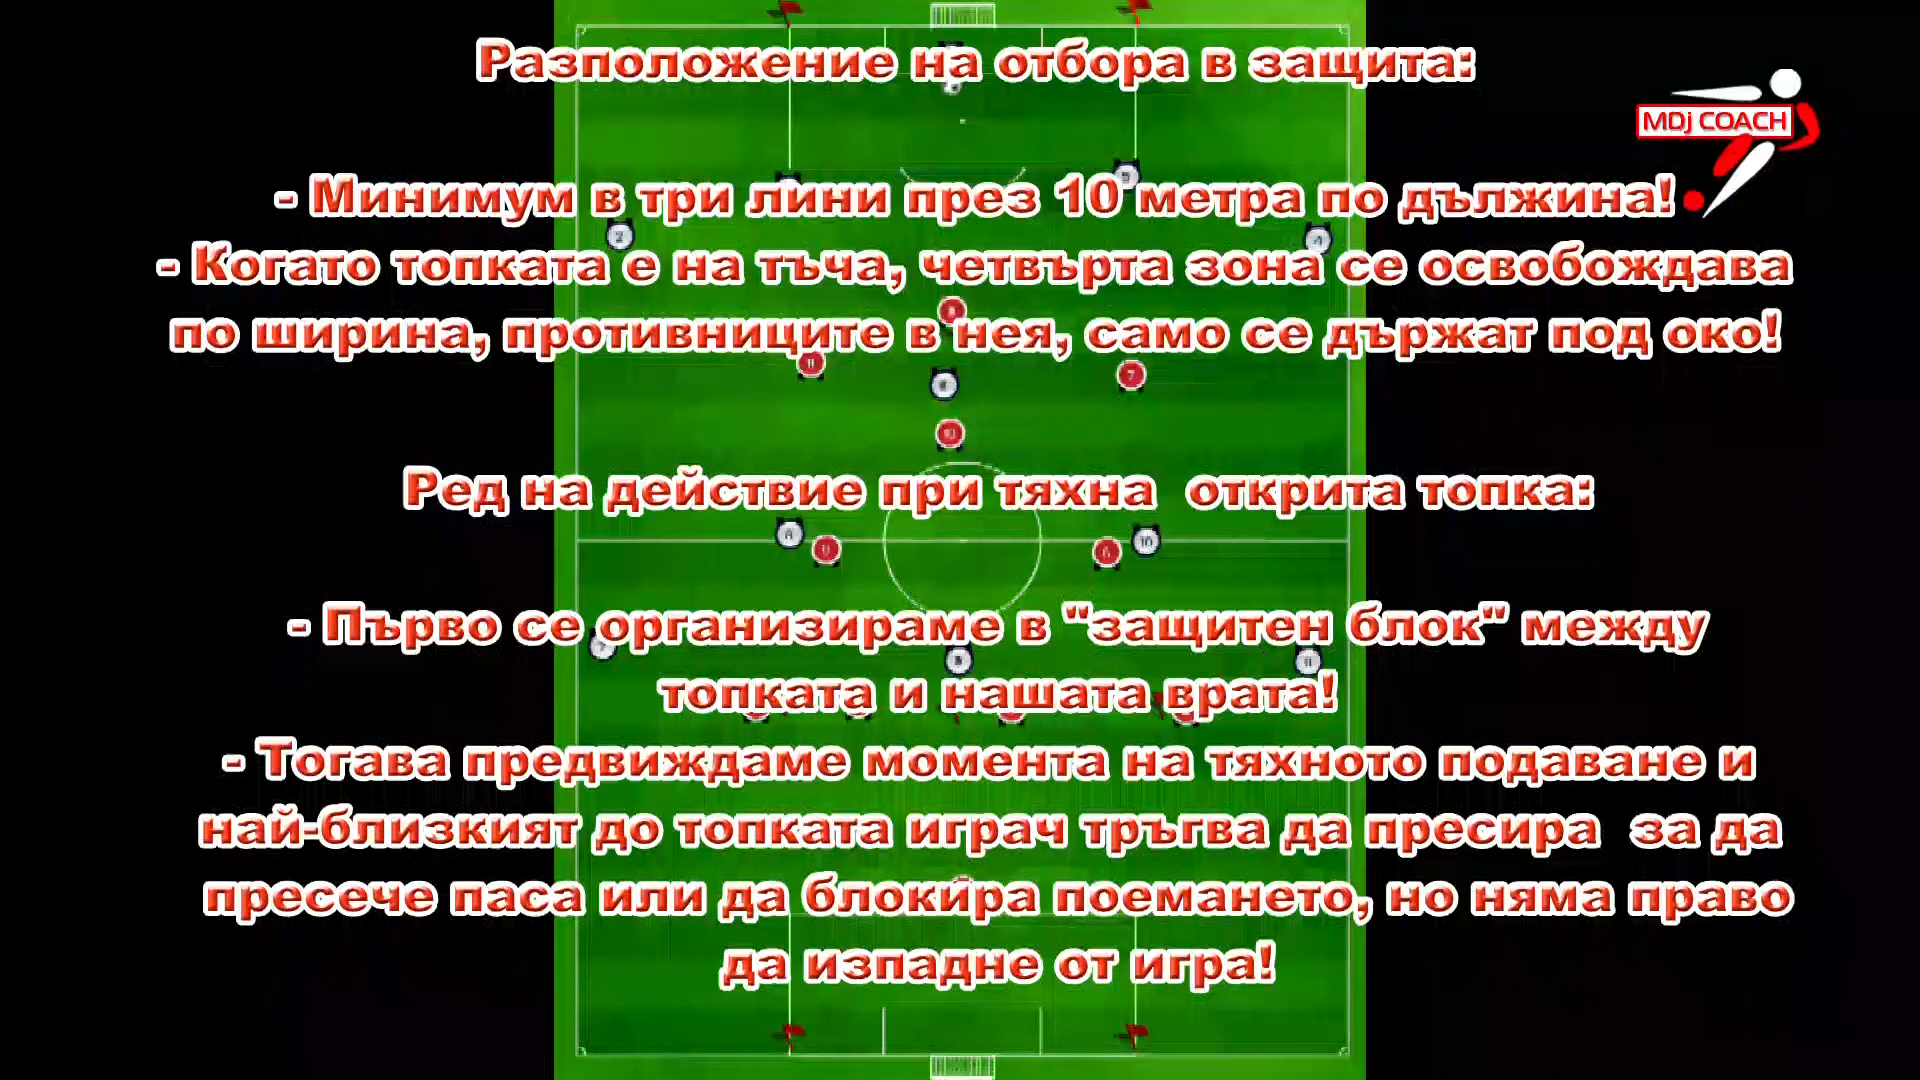 Разположение на отбора в защита:
MDj COACH
- Минимум в три лини през 10 метра по дължина!
- Когато топката е на тъча, четвърта зона се освобождава
по ширина, противниците в нея, само се държат под око!
Ред на действие при тяхна открита топка:
- Първо се организираме в "защитен блок" между
топката и нашата врата!
- Тогава предвиждаме момента на тяхното подаване и
най-близкият до топката играч тръгва да пресира за да
пресече паса или да блокира поемането, но няма право
да изпадне от игра!